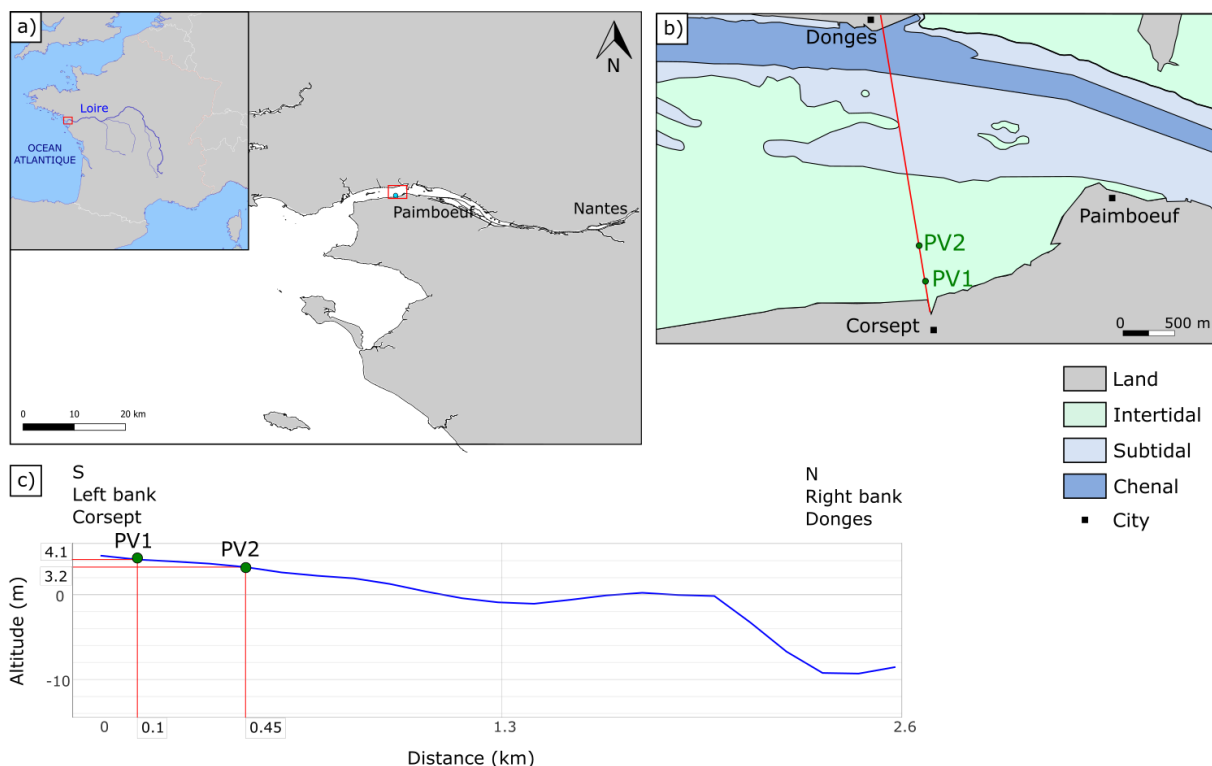 a)
Loire
OCEAN
ATLANTIQUE
N
Paimboeuf
Nantes
0 10 20 km
b)
Donges
PV2
PV1
Paimboeuf
Corsept
0 500 m
Land
Intertidal
Subtidal
Chenal
City
c)
S
Left bank
Corsept
N
Right bank
Donges
PV1
PV2
4.1
3.2
0
-10
Altitude (m)
0 0.1 0.45 1.3 2.6
Distance (km)